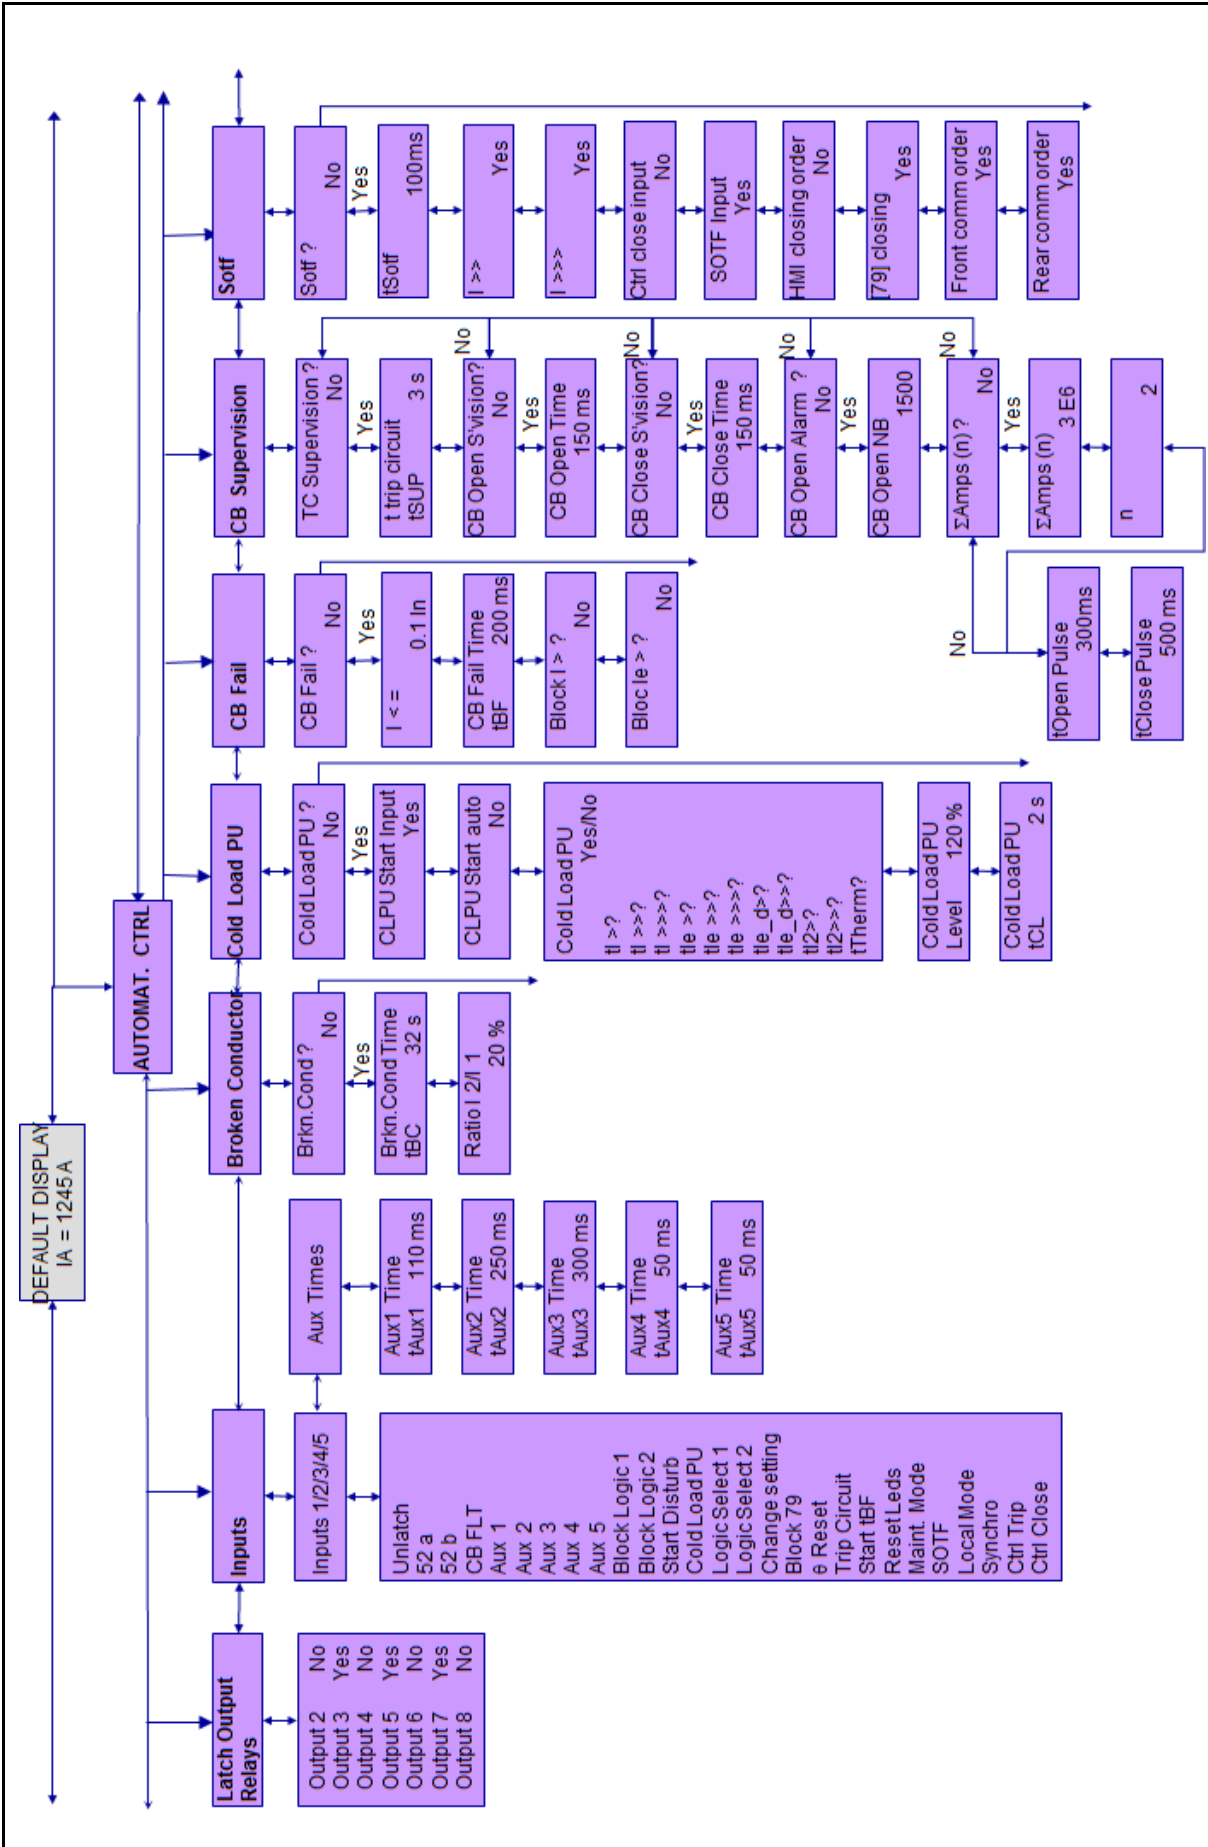 DEFAULT DISPLAY
IA = 1245 A
AUTOMAT. CTRL
Latch Output
Relays
Output 2 No
Output 3 Yes
Output 4 No
Output 5 Yes
Output 6 No
Output 7 Yes
Output 8 No
Inputs
Inputs 1/2/3/4/5
Unlatch
52 a
52 b
CB FLT
Aux 1
Aux 2
Aux 3
Aux 4
Aux 5
Block Logic 1
Block Logic 2
Start Disturb
Cold Load PU
Logic Select 1
Logic Select 2
Change setting
Block 79
θ Reset
Trip Circuit
Start tBF
Reset Leds
Maint. Mode
SOTF
Local Mode
Synchro
Ctrl Trip
Ctrl Close
Aux Times
Aux1 Time
tAux1 110 ms
Aux2 Time
tAux2 250 ms
Aux3 Time
tAux3 300 ms
Aux4 Time
tAux4 50 ms
Aux5 Time
tAux5 50 ms
Broken Conductor
Brkn.Cond ?
No
Yes
Brkn.Cond Time
tBC 32 s
Ratio I 2/I 1
20 %
Cold Load PU
Cold Load PU ?
No
Yes
CLPU Start Input
Yes
CLPU Start auto
No
Cold Load PU
Yes/No
tI >?
tI >>?
tI >>>?
tIe >?
tIe >>?
tIe >>>?
tIe_d>?
tIe_d>>?
tI2>?
tI2>>?
tTherm?
Cold Load PU
Level 120 %
Cold Load PU
tCL 2 s
CB Fail
CB Fail ?
No
Yes
I < =
0.1 In
CB Fail Time
tBF 200 ms
Block I > ?
No
Bloc Ie > ?
No
CB Supervision
TC Supervision ?
No
Yes
t trip circuit
tSUP 3 s
No
CB Open S'vision?
No
Yes
CB Open Time
150 ms
No
CB Close S'vision?
No
Yes
CB Close Time
150 ms
No
CB Open Alarm ?
No
Yes
CB Open NB
1500
No
ΣAmps (n) ?
No
Yes
ΣAmps (n)
3 E6
n
2
No
tOpen Pulse
300ms
tClose Pulse
500 ms
Sotf
Sotf ?
No
Yes
tSotf
100ms
I >>
Yes
I >>>
Yes
Ctrl close input
No
SOTF Input
Yes
HMI closing order
No
[79] closing
Yes
Front comm order
Yes
Rear comm order
Yes